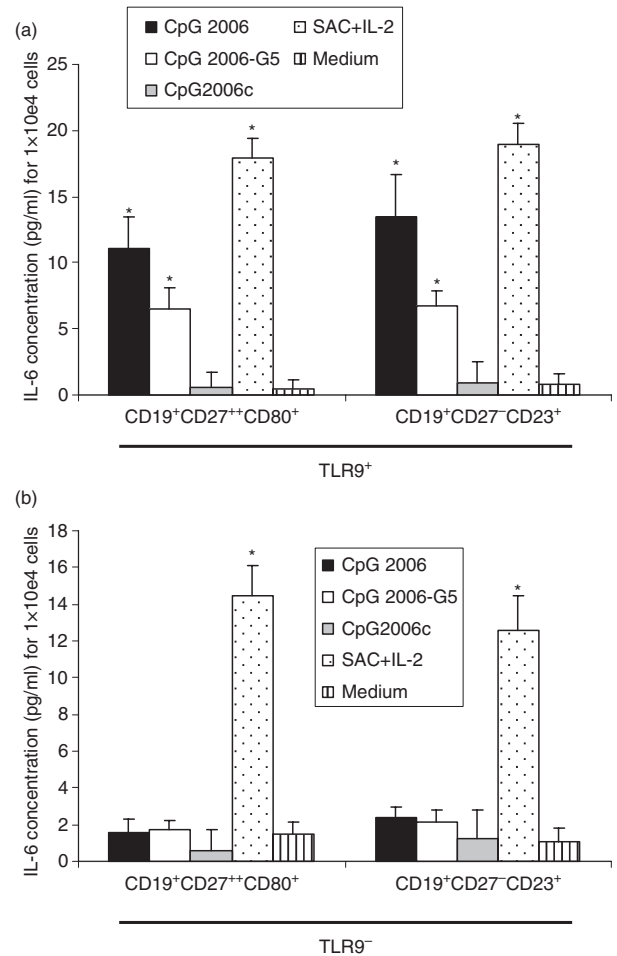 (a)
CpG 2006
SAC+IL-2
CpG 2006-G5
Medium
CpG2006c
IL-6 concentration (pg/ml) for 1×10e4 cells
25
20
15
10
5
0
*
*
*
*
*
*
CD19⁺CD27⁺⁺CD80⁺
CD19⁺CD27⁻CD23⁺
TLR9⁺
(b)
IL-6 concentration (pg/ml) for 1×10e4 cells
18
16
14
12
10
8
6
4
2
0
CpG 2006
CpG 2006-G5
CpG2006c
SAC+IL-2
Medium
*
*
CD19⁺CD27⁺⁺CD80⁺
CD19⁺CD27⁻CD23⁺
TLR9⁻